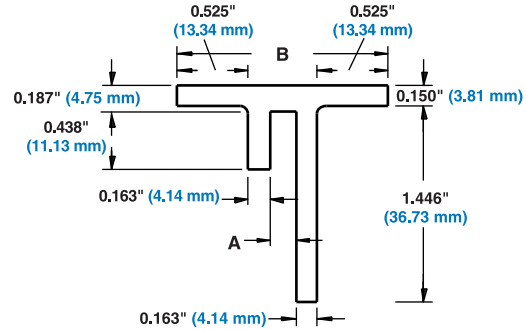 0.525"
(13.34 mm)
0.525"
(13.34 mm)
B
0.187" (4.75 mm)
0.150" (3.81 mm)
0.438"
(11.13 mm)
0.163" (4.14 mm)
1.446"
(36.73 mm)
A
0.163" (4.14 mm)